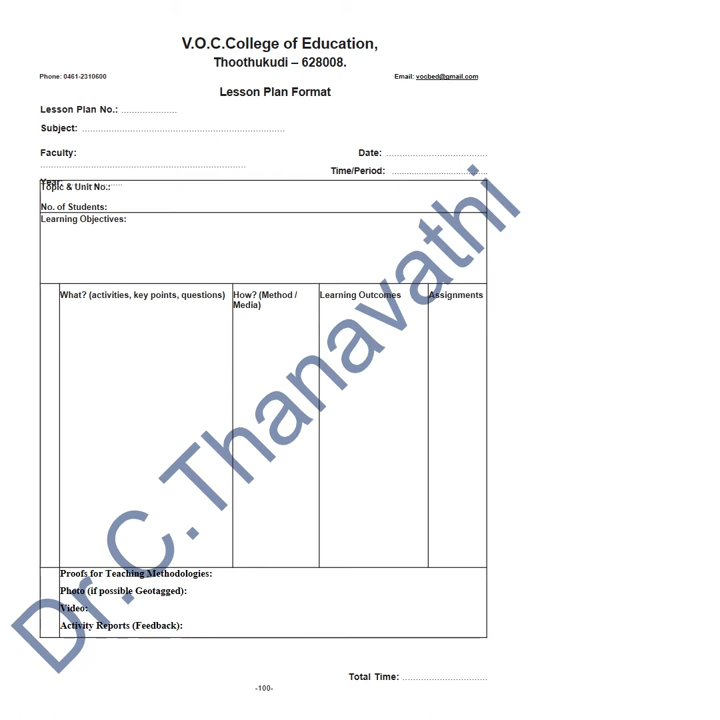 V.O.C.College of Education,
Thoothukudi – 628008.
Phone: 0461-2310600 Email: vocbed@gmail.com
Lesson Plan Format
Lesson Plan No.: ....................
Subject: .........................................................................
Faculty: Date: ....................................
.......................................................................... Time/Period: ..................................
Year: .....
Topic & Unit No.:
No. of Students:
Learning Objectives:
What? (activities, key points, questions) How? (Method / Learning Outcomes Assignments
Media)
Proofs for Teaching Methodologies:
Photo (if possible Geotagged):
Video:
Activity Reports (Feedback):
Total Time: ...............................
-100-
Dr.C.Thanavathi